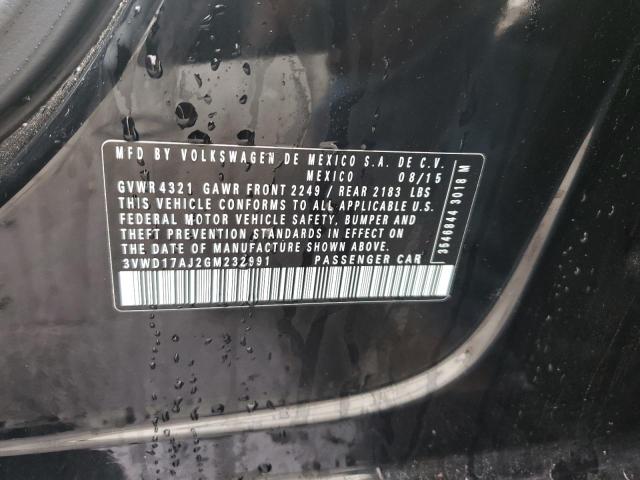 MFD BY VOLKSWAGEN DE MEXICO S.A. DE C.V.
MEXICO 08/15
GVWR 4321 GAWR FRONT 2249 / REAR 2183 LBS
THIS VEHICLE CONFORMS TO ALL APPLICABLE U.S.
FEDERAL MOTOR VEHICLE SAFETY, BUMPER AND
THEFT PREVENTION STANDARDS IN EFFECT ON
THE DATE OF MANUFACTURE SHOWN ABOVE.
3VWD17AJ2GM232991 PASSENGER CAR
3546844 3018 M